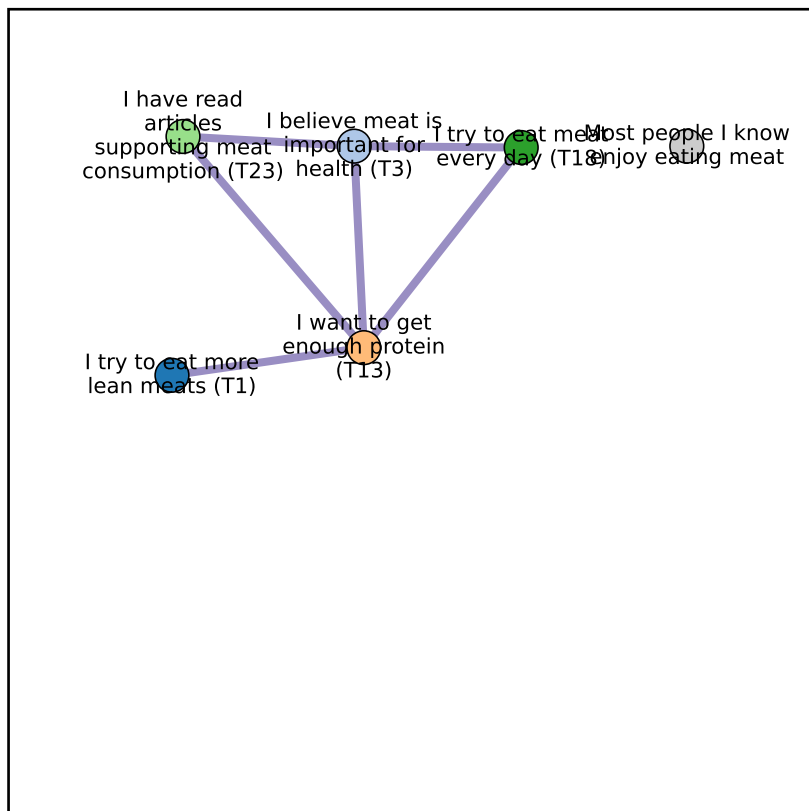 I have read
articles
supporting meat
consumption (T23)
I believe meat is
important for
health (T3)
I try to eat meat
every day (T18)
Most people I know
enjoy eating meat
I want to get
enough protein
(T13)
I try to eat more
lean meats (T1)